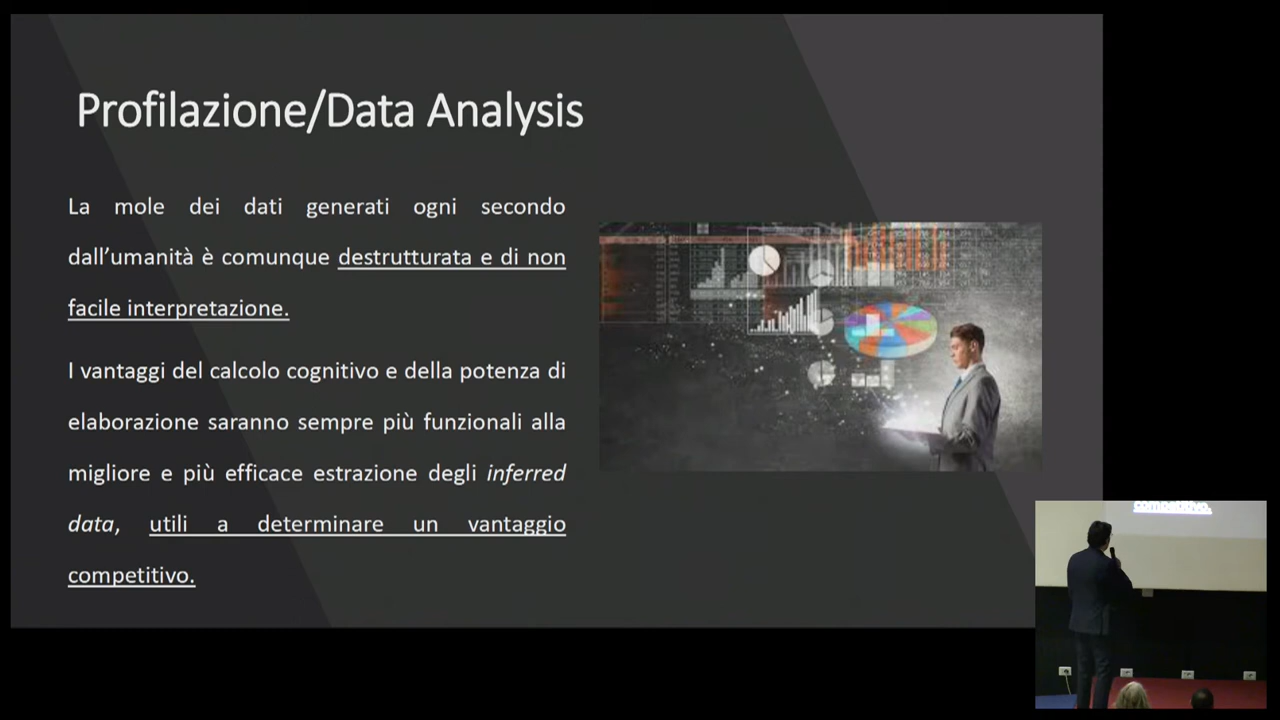 Profilazione/Data Analysis
La mole dei dati generati ogni secondo
dall’umanità è comunque destrutturata e di non
facile interpretazione.
I vantaggi del calcolo cognitivo e della potenza di
elaborazione saranno sempre più funzionali alla
migliore e più efficace estrazione degli inferred
data, utili a determinare un vantaggio
competitivo.
competitivo.